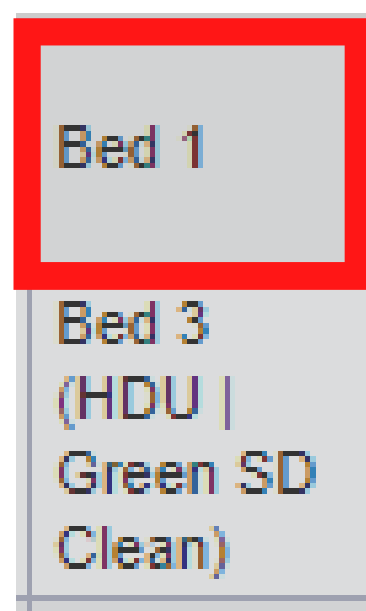 Bed 1
Bed 3
(HDU |
Green SD
Clean)